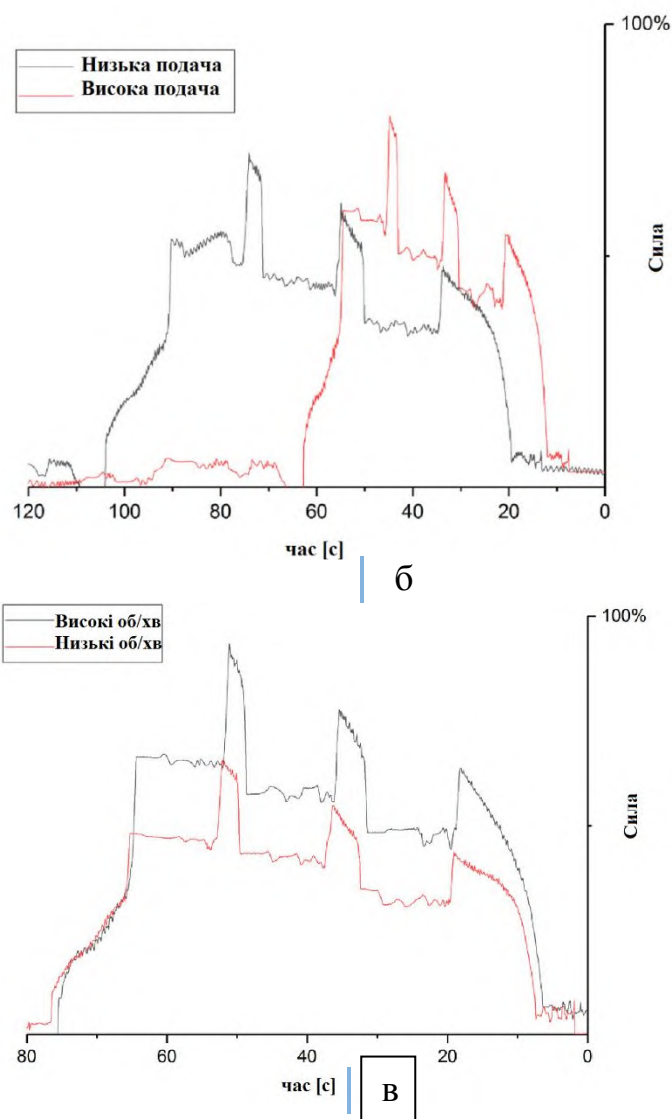 100%
Низька подача
Висока подача
Сила
120 100 80 60 40 20 0
час [с]
б
100%
Високі об/хв
Низькі об/хв
Сила
80 60 40 20 0
час [с]
в